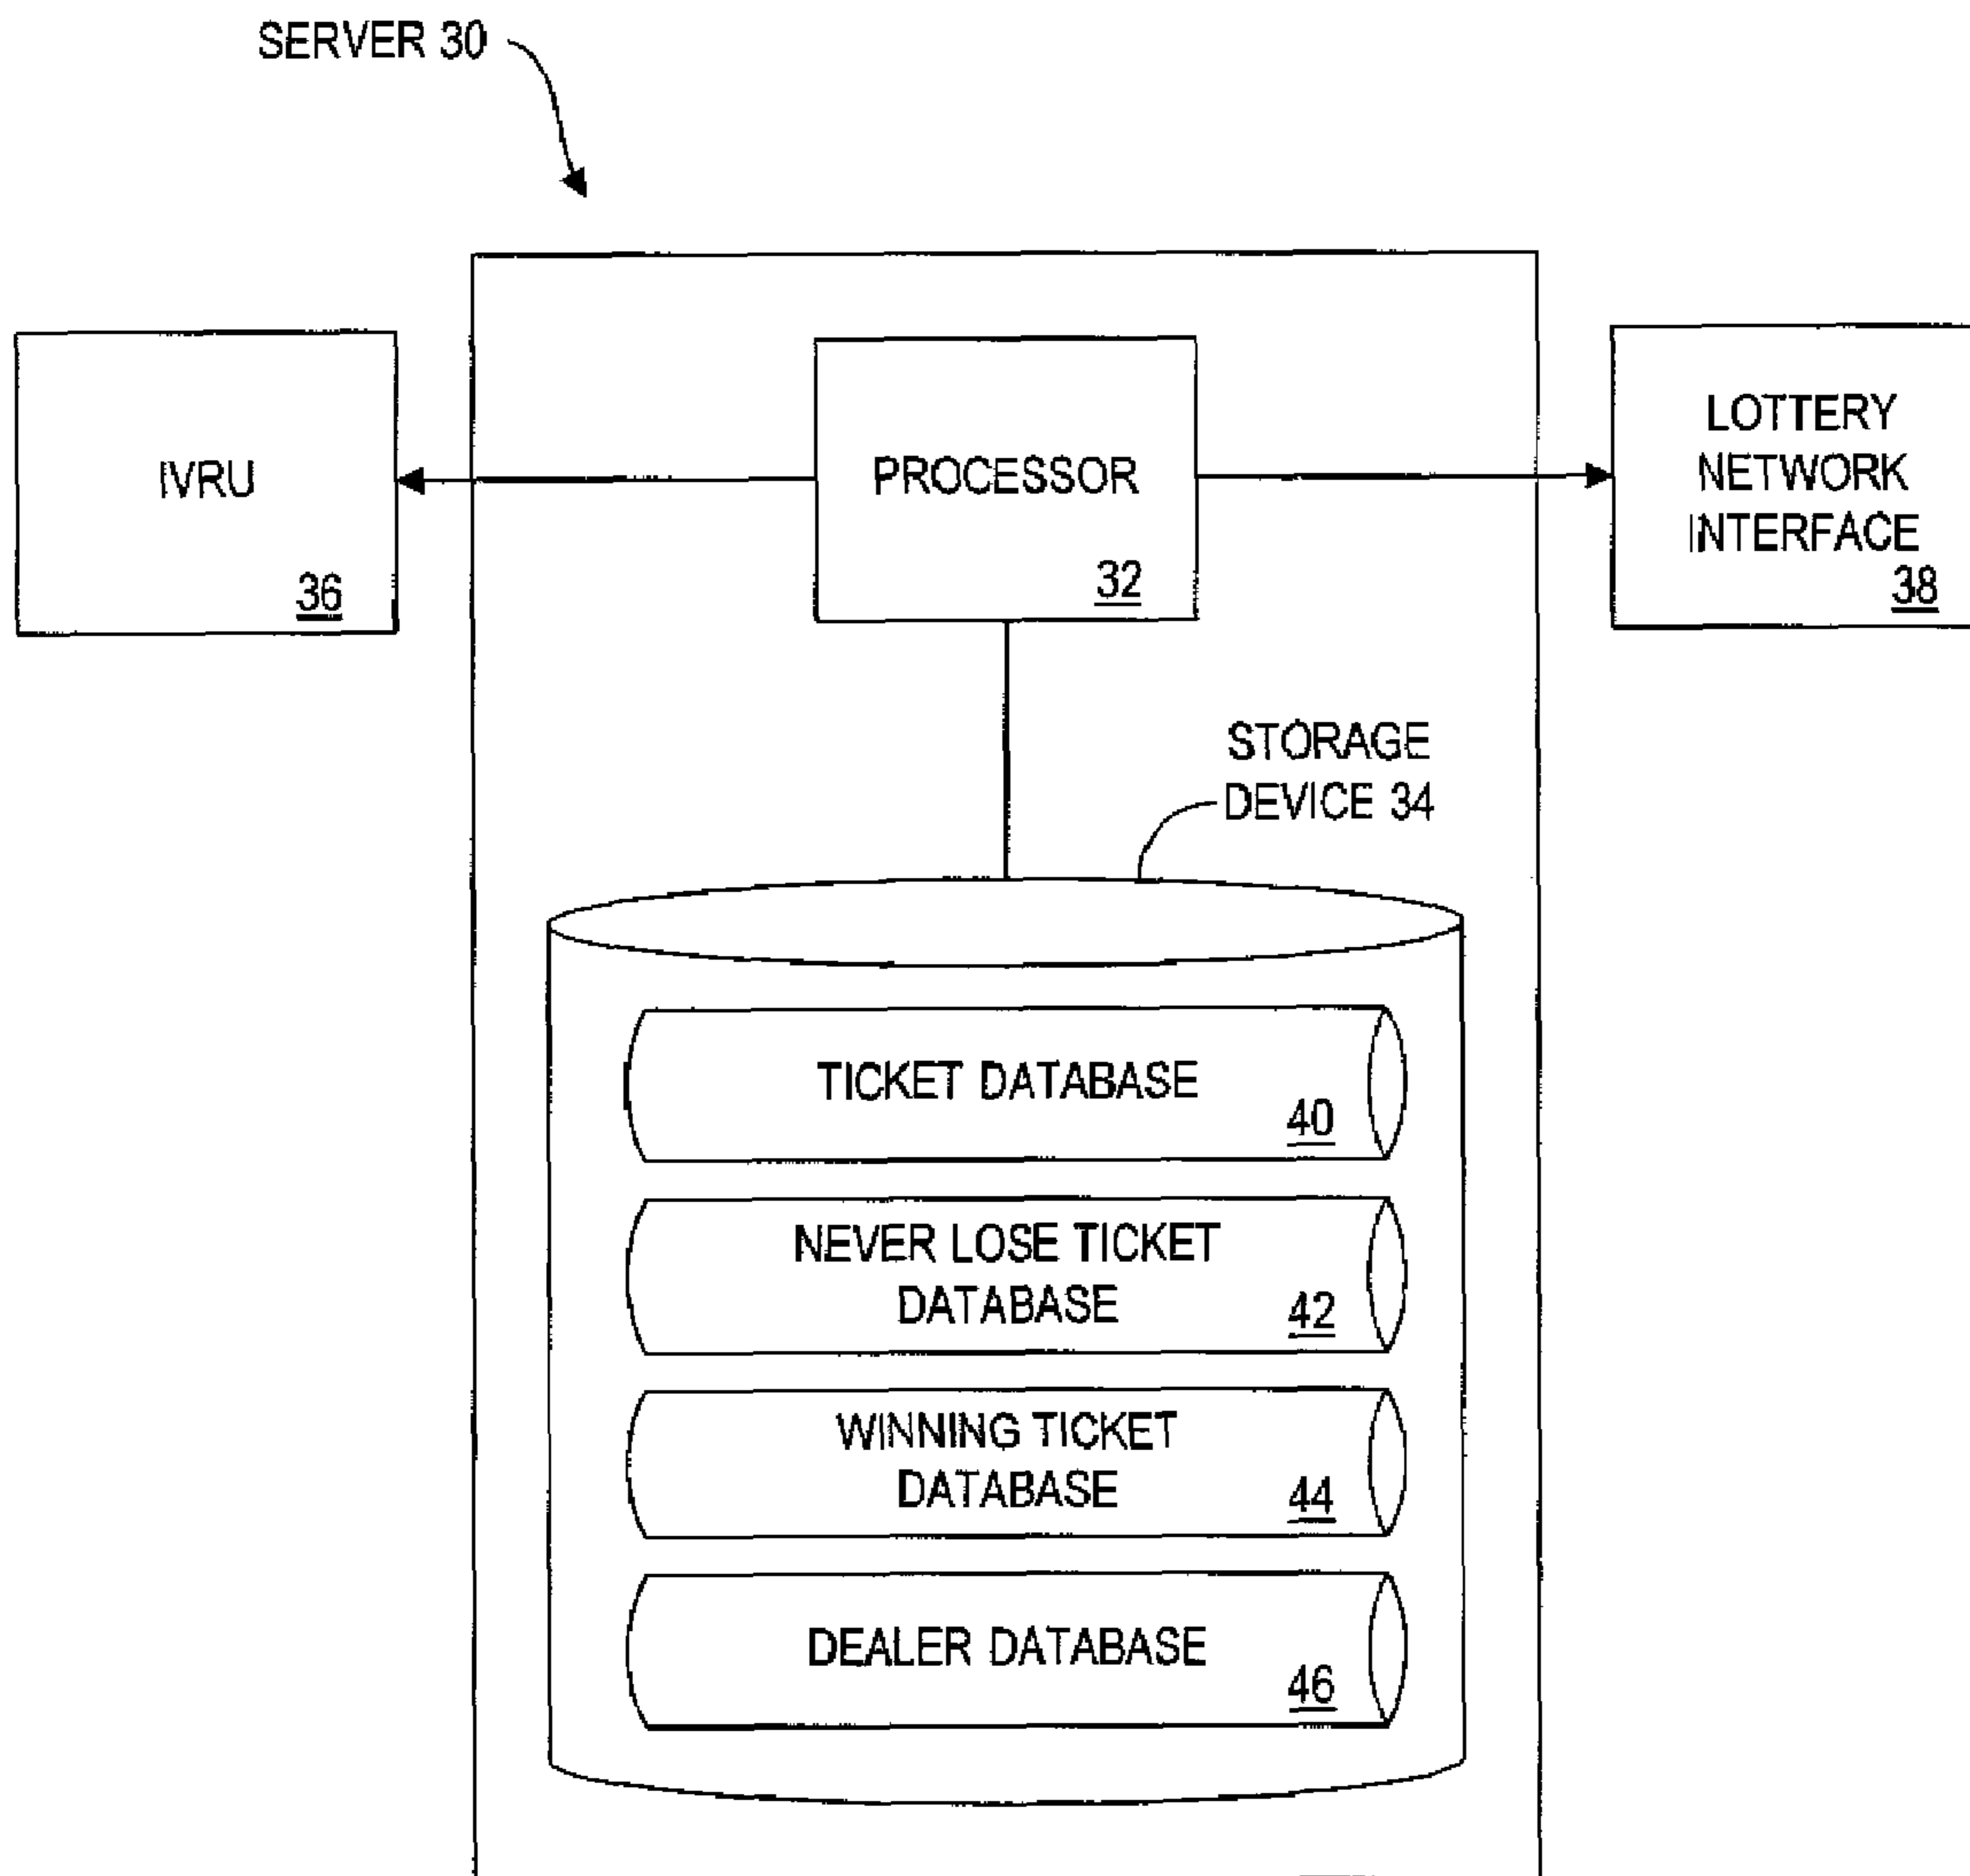 SERVER 30
IVRU
36
PROCESSOR
32
LOTTERY
NETWORK
INTERFACE
38
STORAGE
DEVICE 34
TICKET DATABASE
40
NEVER LOSE TICKET
DATABASE
42
WINNING TICKET
DATABASE
44
DEALER DATABASE
46